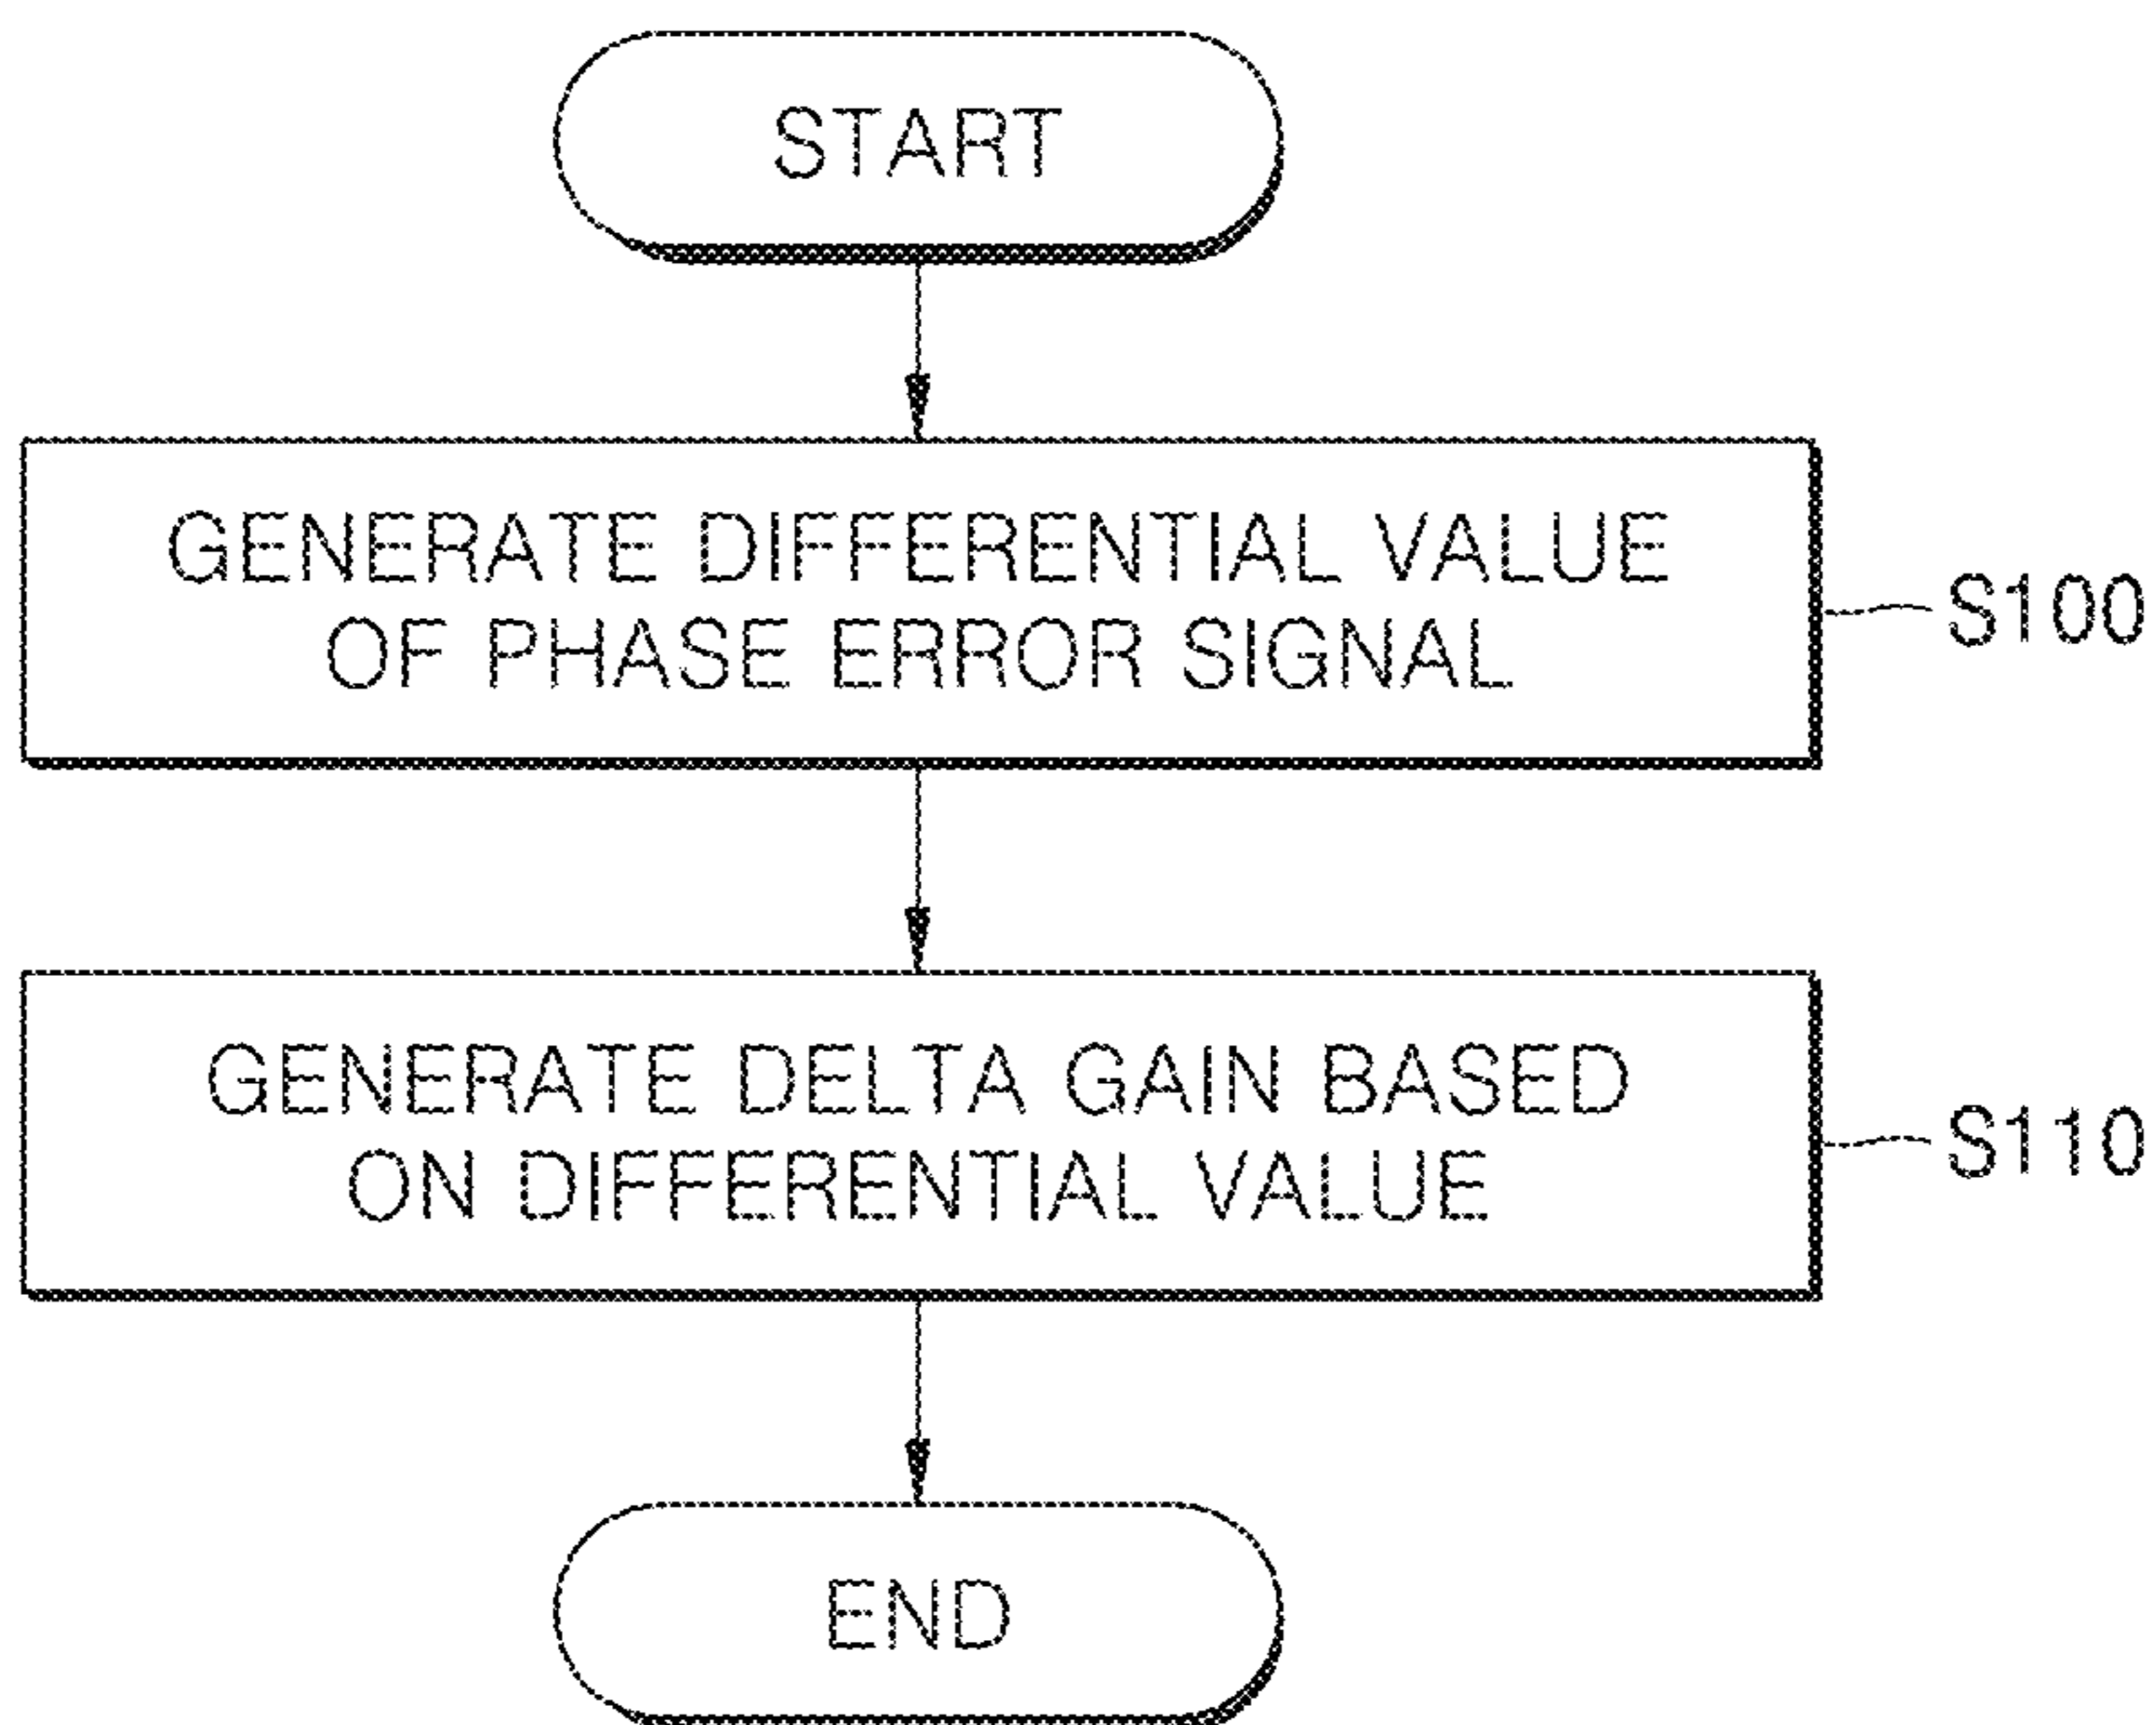 START
GENERATE DIFFERENTIAL VALUE
OF PHASE ERROR SIGNAL
S100
GENERATE DELTA GAIN BASED
ON DIFFERENTIAL VALUE
S110
END